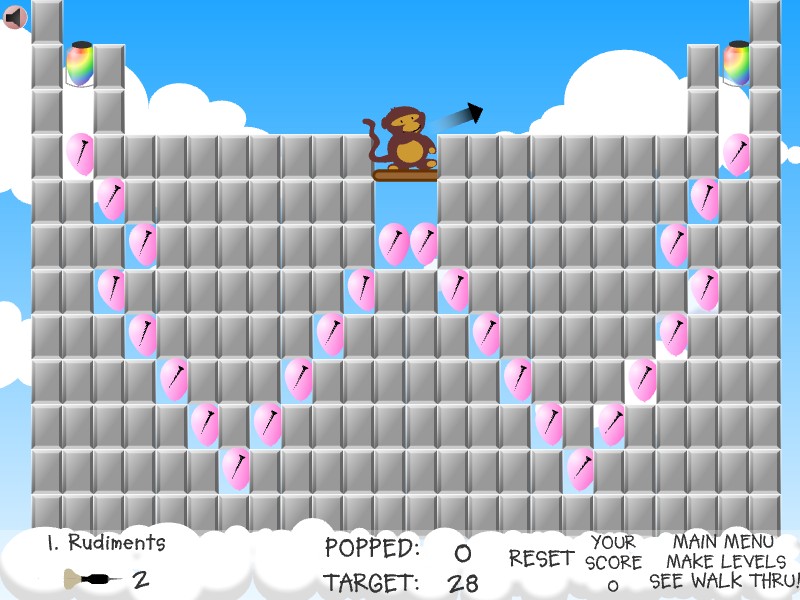 1. Rudiments
2
POPPED: 0
TARGET: 28
RESET
YOUR
SCORE
0
MAIN MENU
MAKE LEVELS
SEE WALK THRU!